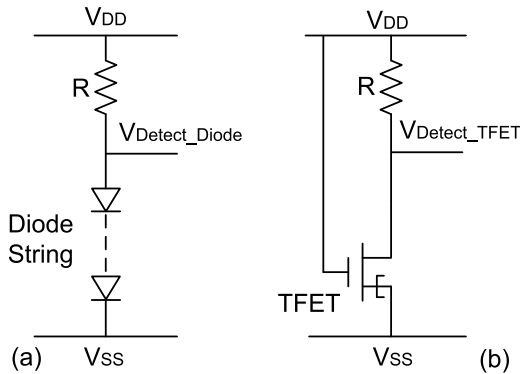 VDD
R
VDetect_Diode
Diode
String
VSS
(a)
VDD
R
VDetect_TFET
TFET
VSS
(b)